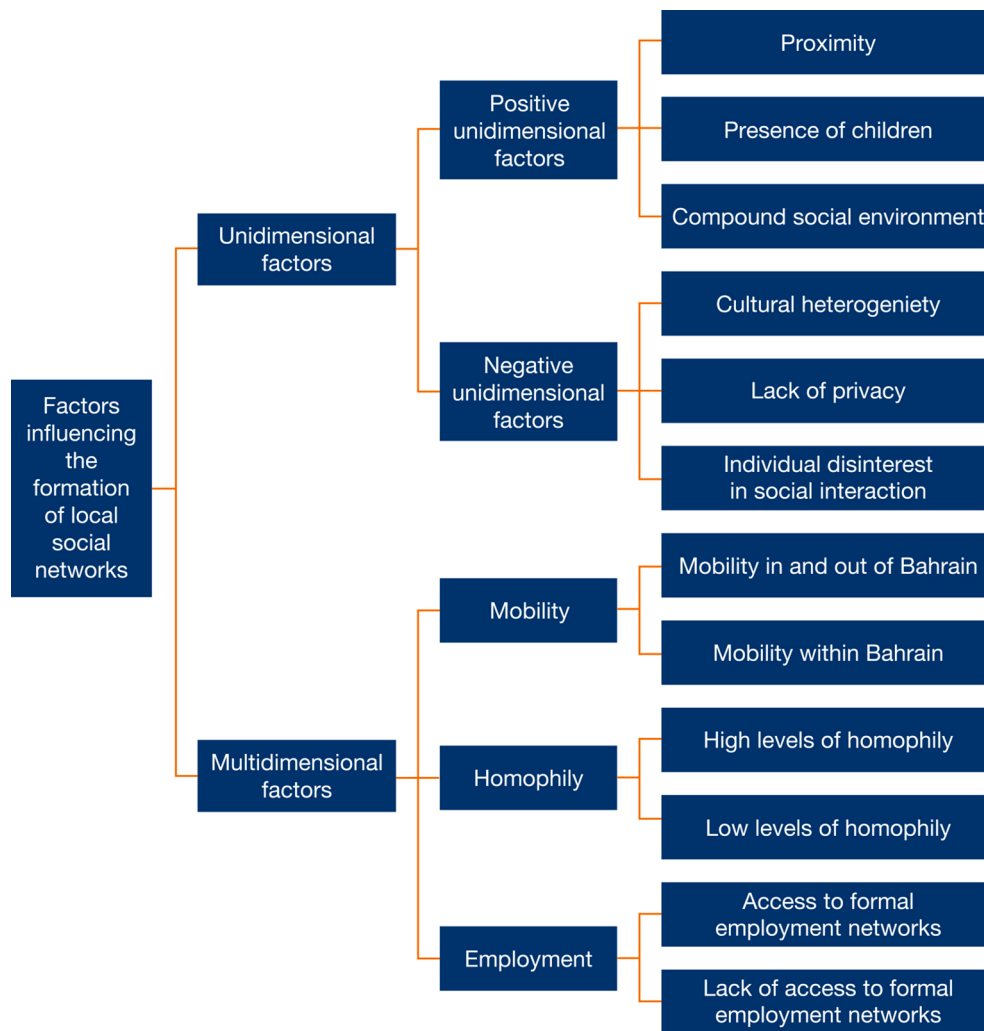 Factors
influencing
the
formation
of local
social
networks
Unidimensional
factors
Positive
unidimensional
factors
Proximity
Presence of children
Compound social environment
Negative
unidimensional
factors
Cultural heterogeniety
Lack of privacy
Individual disinterest
in social interaction
Multidimensional
factors
Mobility
Mobility in and out of Bahrain
Mobility within Bahrain
Homophily
High levels of homophily
Low levels of homophily
Employment
Access to formal
employment networks
Lack of access to formal
employment networks